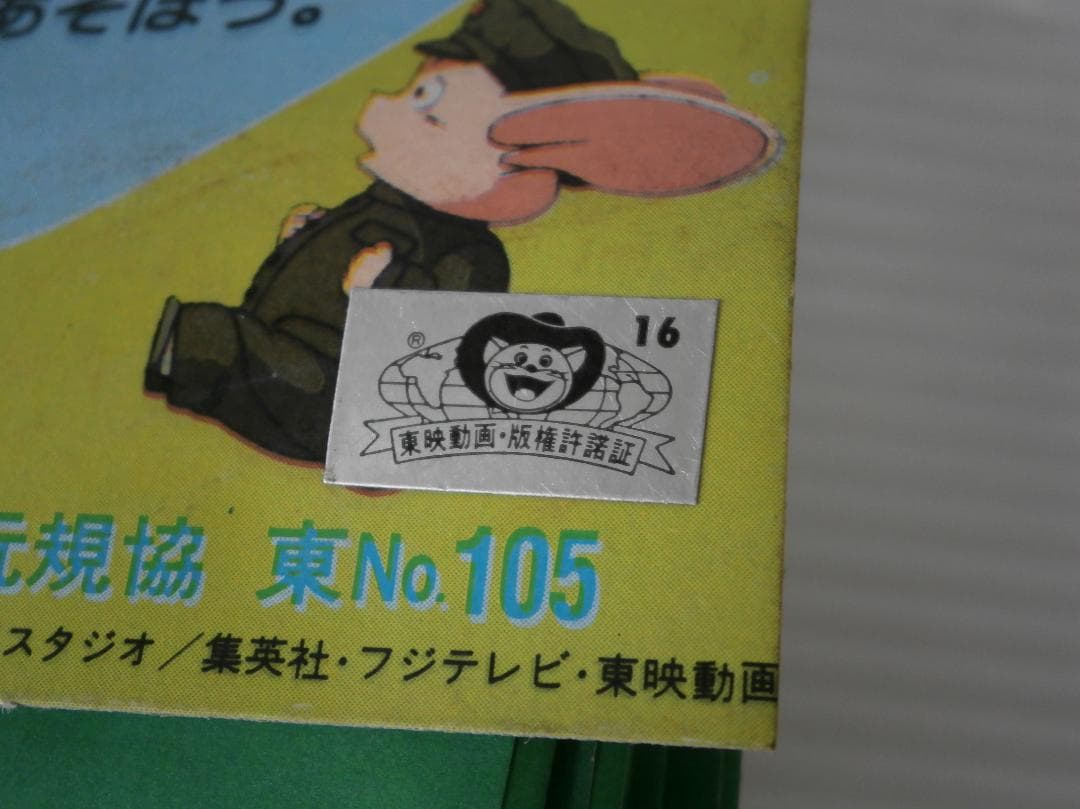 あそぼう。
® 16
東映動画・版権許諾証
玩規協 東No.105
スタジオ/集英社・フジテレビ・東映動画